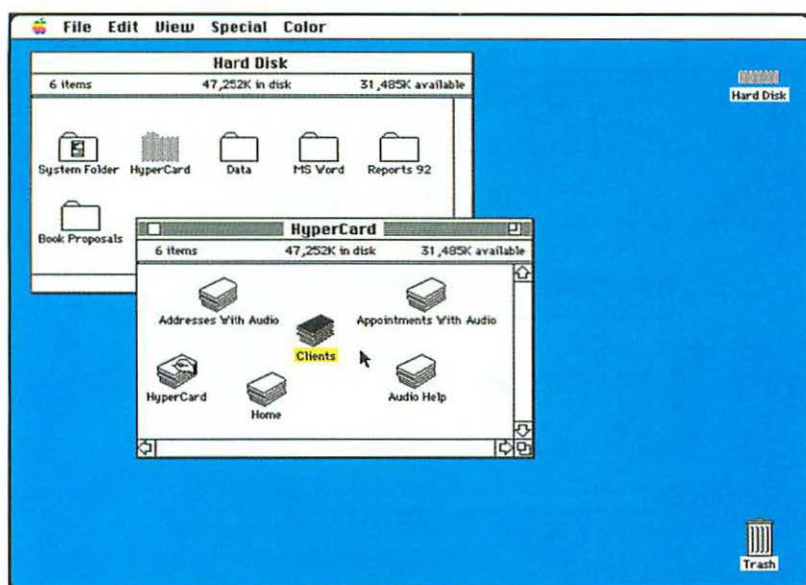 File Edit View Special Color
Hard Disk
6 items 47,252K in disk 31,485K available
Hard Disk
System Folder HyperCard Data MS Word Reports 92
Book Proposals
HyperCard
6 items 47,252K in disk 31,485K available
Addresses With Audio Appointments With Audio
Clients
HyperCard Audio Help
Home
Trash